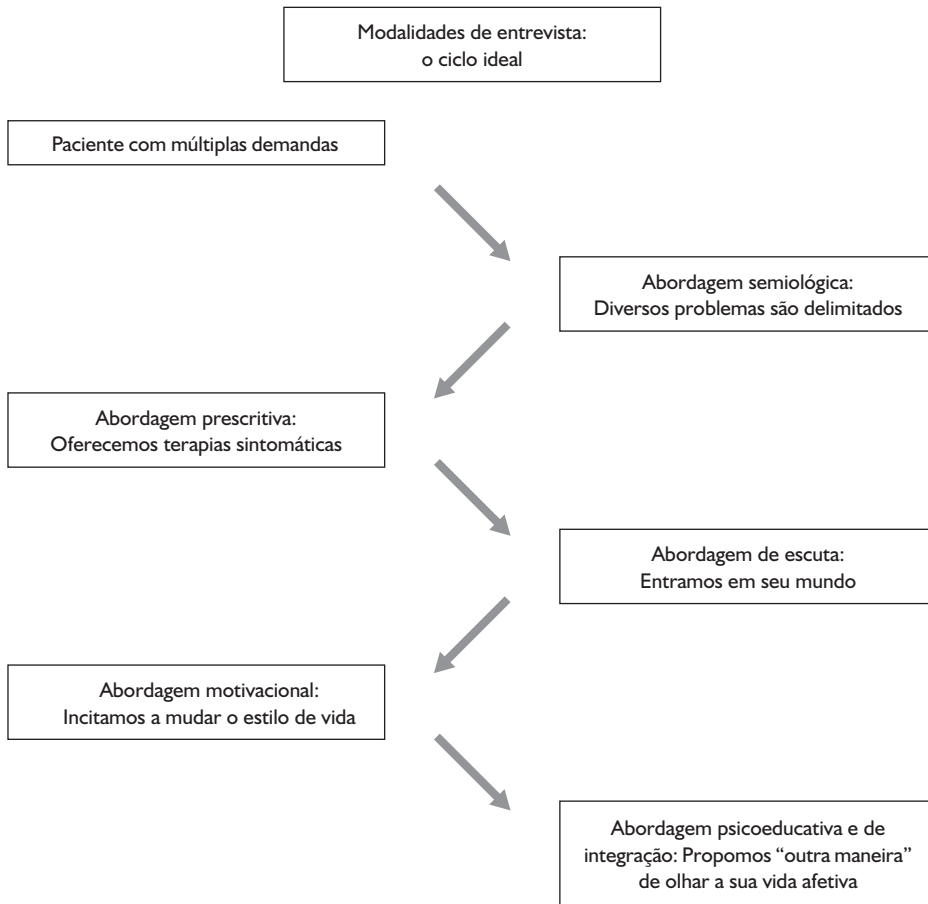 Modalidades de entrevista:
o ciclo ideal
Paciente com múltiplas demandas
Abordagem semiológica:
Diversos problemas são delimitados
Abordagem prescritiva:
Oferecemos terapias sintomáticas
Abordagem de escuta:
Entramos em seu mundo
Abordagem motivacional:
Incitamos a mudar o estilo de vida
Abordagem psicoeducativa e de
integração: Propomos “outra maneira”
de olhar a sua vida afetiva